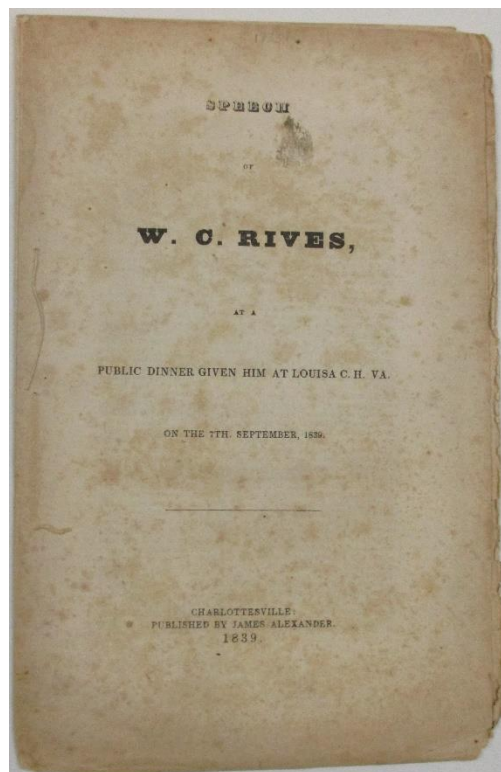 SPEECH
OF
W. C. RIVES,
AT A
PUBLIC DINNER GIVEN HIM AT LOUISA C. H. VA.
ON THE 7TH. SEPTEMBER, 1839.
CHARLOTTESVILLE:
PUBLISHED BY JAMES ALEXANDER.
1839.